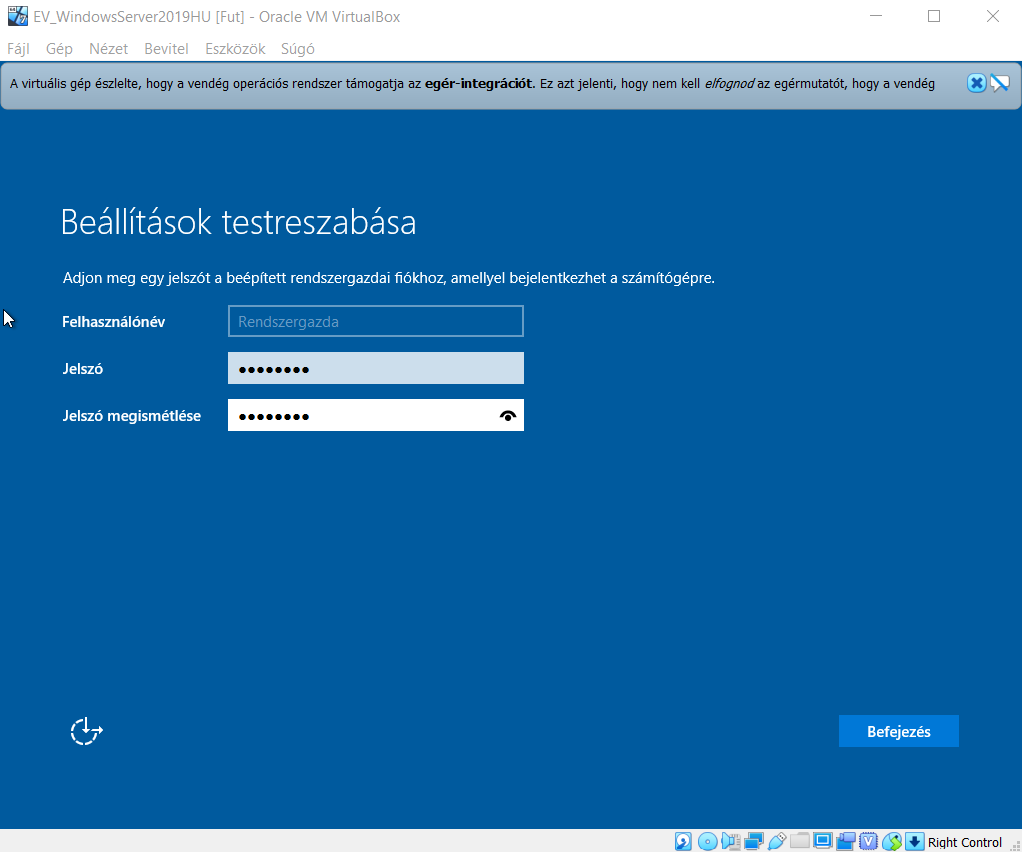 EV_WindowsServer2019HU [Fut] - Oracle VM VirtualBox
Fájl Gép Nézet Bevitel Eszközök Súgó
A virtuális gép észlelte, hogy a vendég operációs rendszer támogatja az egér-integrációt. Ez azt jelenti, hogy nem kell elfognod az egérmutatót, hogy a vendég
Beállítások testreszabása
Adjon meg egy jelszót a beépített rendszergazdai fiókhoz, amellyel bejelentkezhet a számítógépre.
Felhasználónév Rendszergazda
Jelszó ●●●●●●●●
Jelszó megismétlése ●●●●●●●●
Befejezés
Right Control